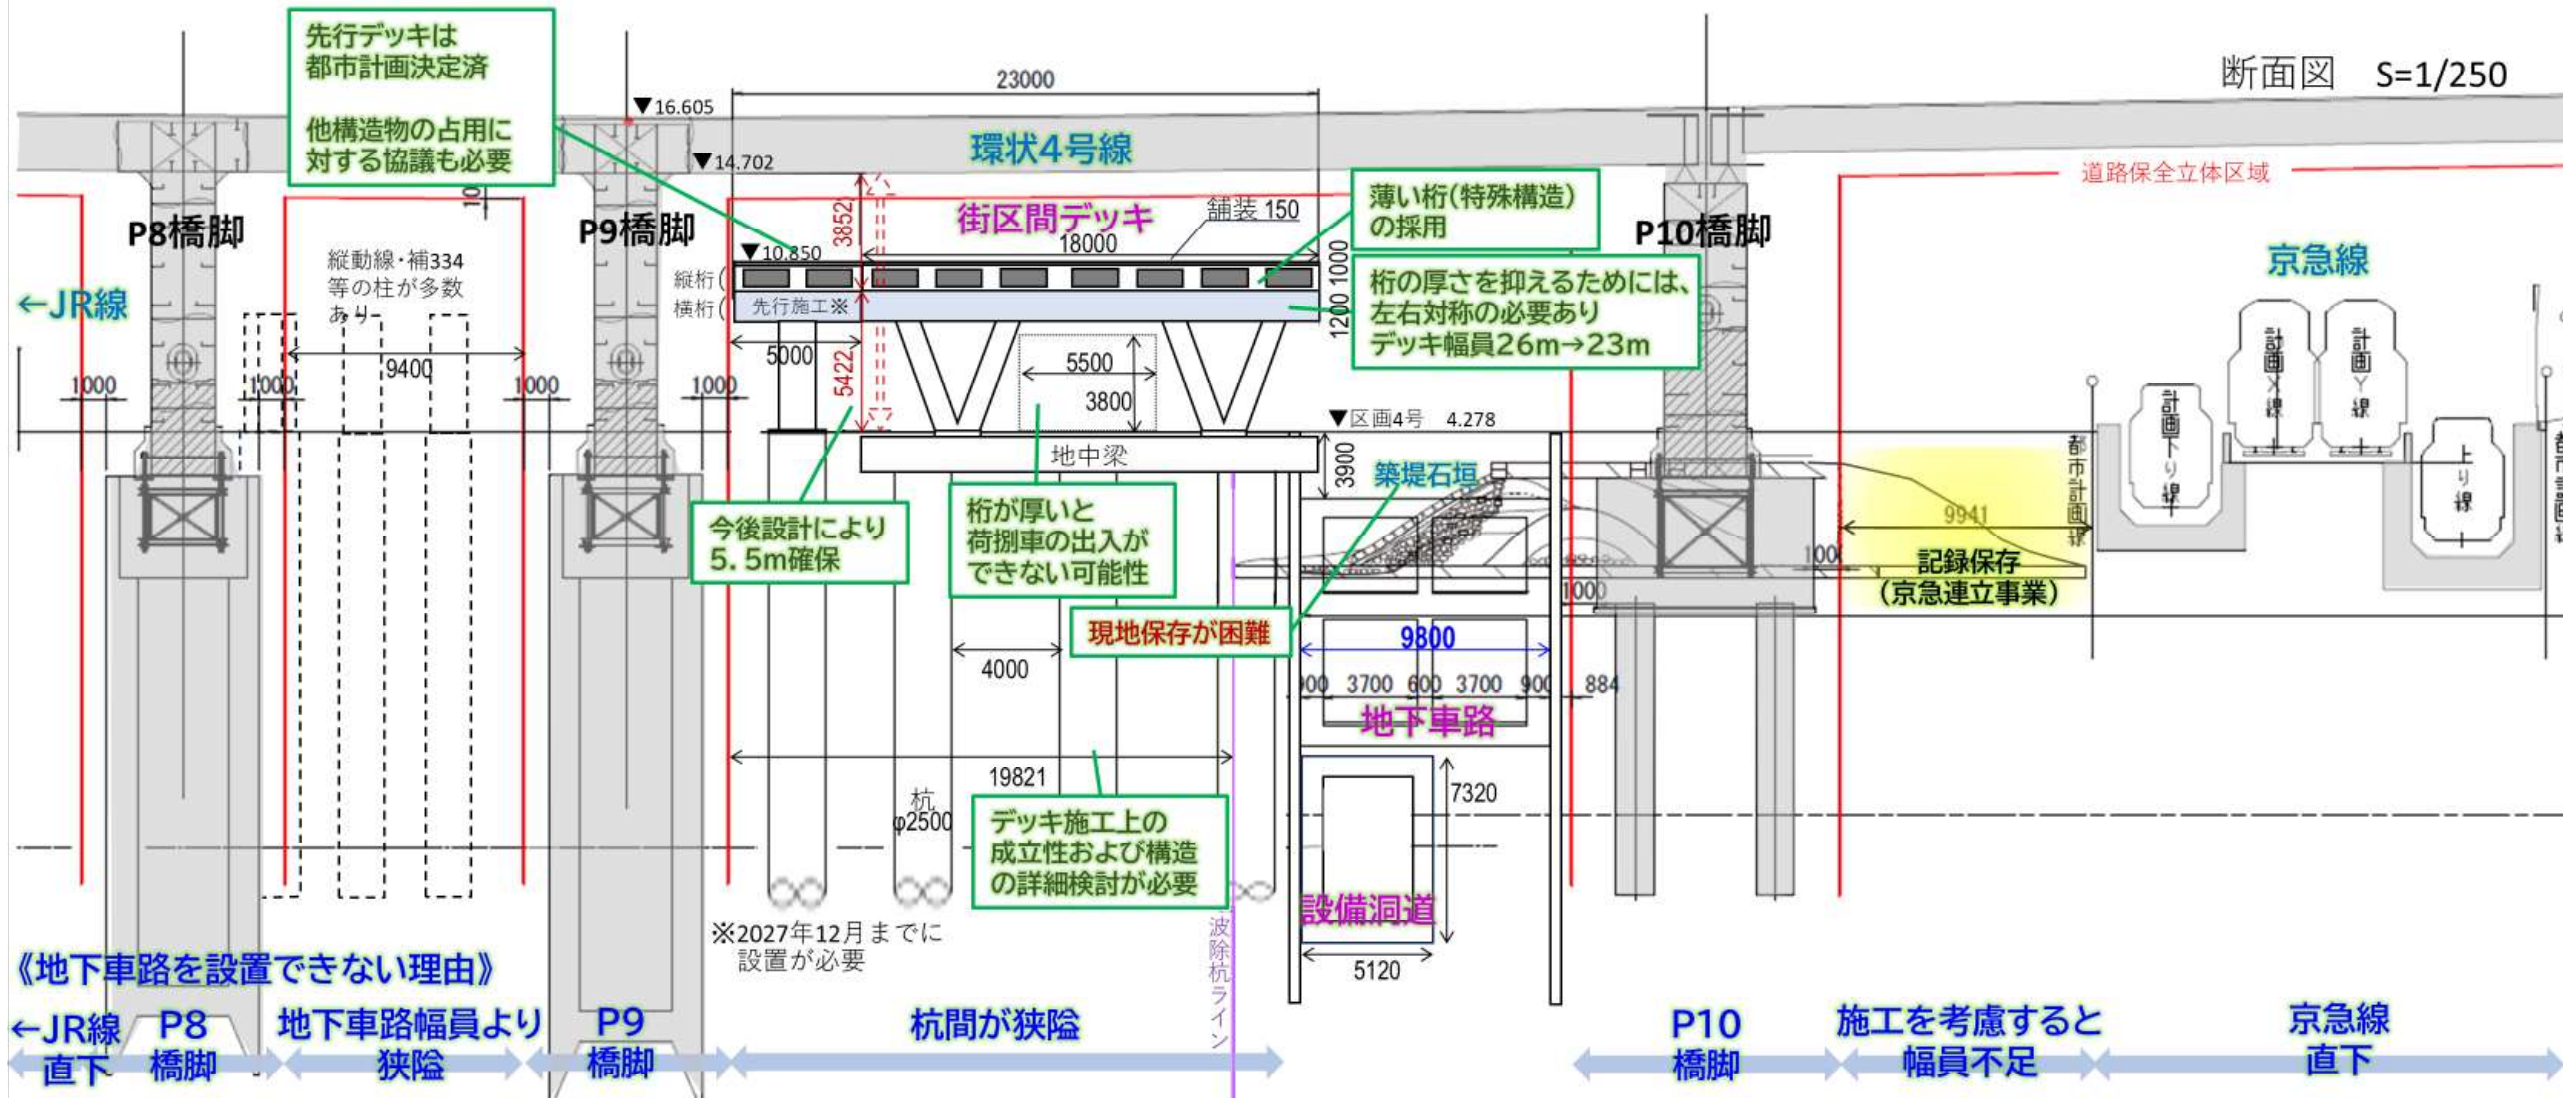 断面図 S=1/250
先行デッキは
都市計画決定済
他構造物の占用に
対する協議も必要
23000
▼16.605
▼14.702
環状4号線
道路保全立体区域
P8橋脚
P9橋脚
P10橋脚
街区間デッキ
舗装 150
18000
3852
▼10.850
薄い桁(特殊構造)
の採用
桁の厚さを抑えるためには、
左右対称の必要あり
デッキ幅員26m→23m
1000
1200
縦桁(
横桁(
先行施工※
縦動線・補334
等の柱が多数
あり
←JR線
京急線
9400
1000
1000
1000
1000
5000
5422
5500
3800
▼区画4号 4.278
3900
地中梁
築堤石垣
計画下り線
計画X線
計画Y線
上り線
都市計画線
都市計画線
9941
記録保存
(京急連立事業)
今後設計により
5.5m確保
桁が厚いと
荷捌車の出入が
できない可能性
現地保存が困難
1000
4000
9800
3700 600 3700 900 884
地下車路
19821
杭
φ2500
デッキ施工上の
成立性および構造
の詳細検討が必要
7320
設備洞道
5120
波除杭ライン
※2027年12月までに
設置が必要
《地下車路を設置できない理由》
←JR線
直下
P8
橋脚
地下車路幅員より
狭隘
P9
橋脚
杭間が狭隘
P10
橋脚
施工を考慮すると
幅員不足
京急線
直下